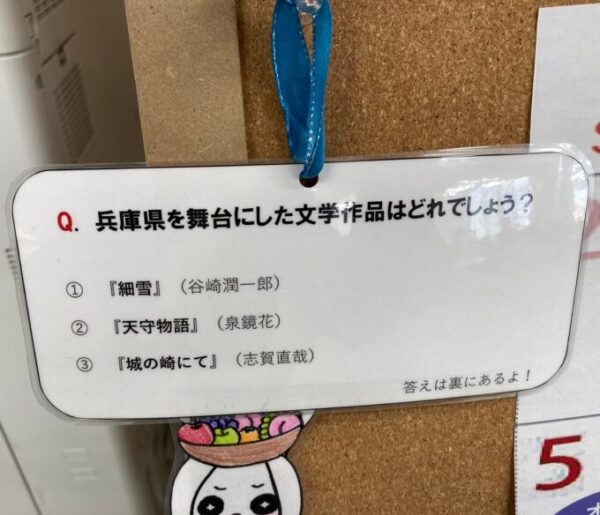 Q. 兵庫県を舞台にした文学作品はどれでしょう？
① 『細雪』（谷崎潤一郎）
② 『天守物語』（泉鏡花）
③ 『城の崎にて』（志賀直哉）
答えは裏にあるよ！
5